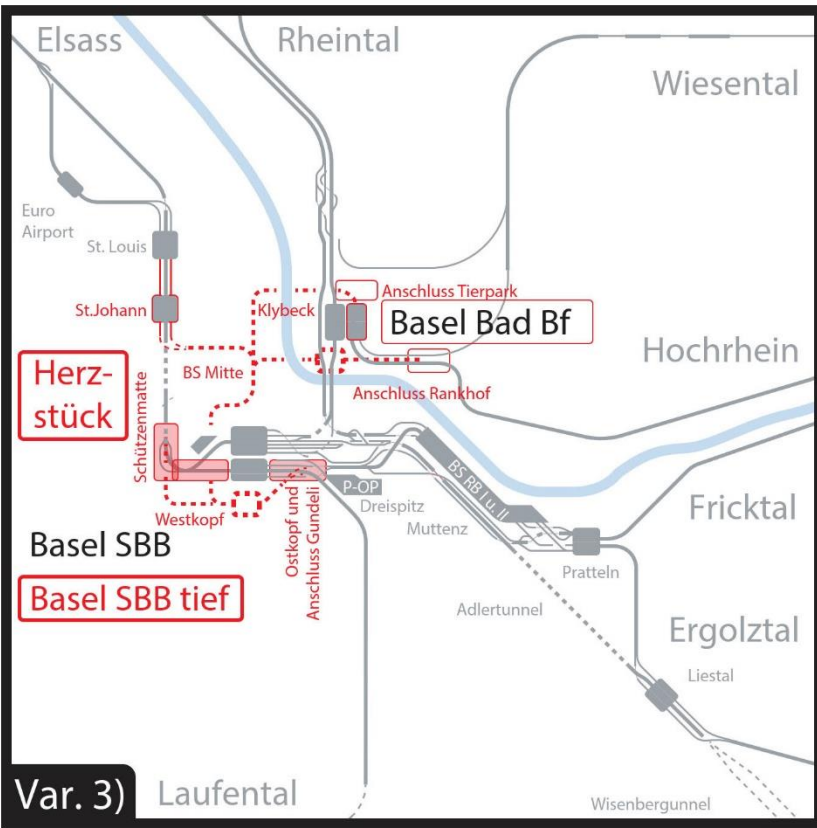 Elsass
Rheintal
Wiesental
Euro
Airport
St. Louis
St.Johann
Klybeck
Anschluss Tierpark
Basel Bad Bf
Hochrhein
Herz-
stück
BS Mitte
Anschluss Rankhof
Schützenmatte
Westkopf
Ostkopf und
Anschluss Gundeli
P-OP
Dreispitz
Muttenz
BS RB I u. II
Fricktal
Pratteln
Basel SBB
Basel SBB tief
Adlertunnel
Ergolztal
Liestal
Var. 3)
Laufental
Wisenbergunnel